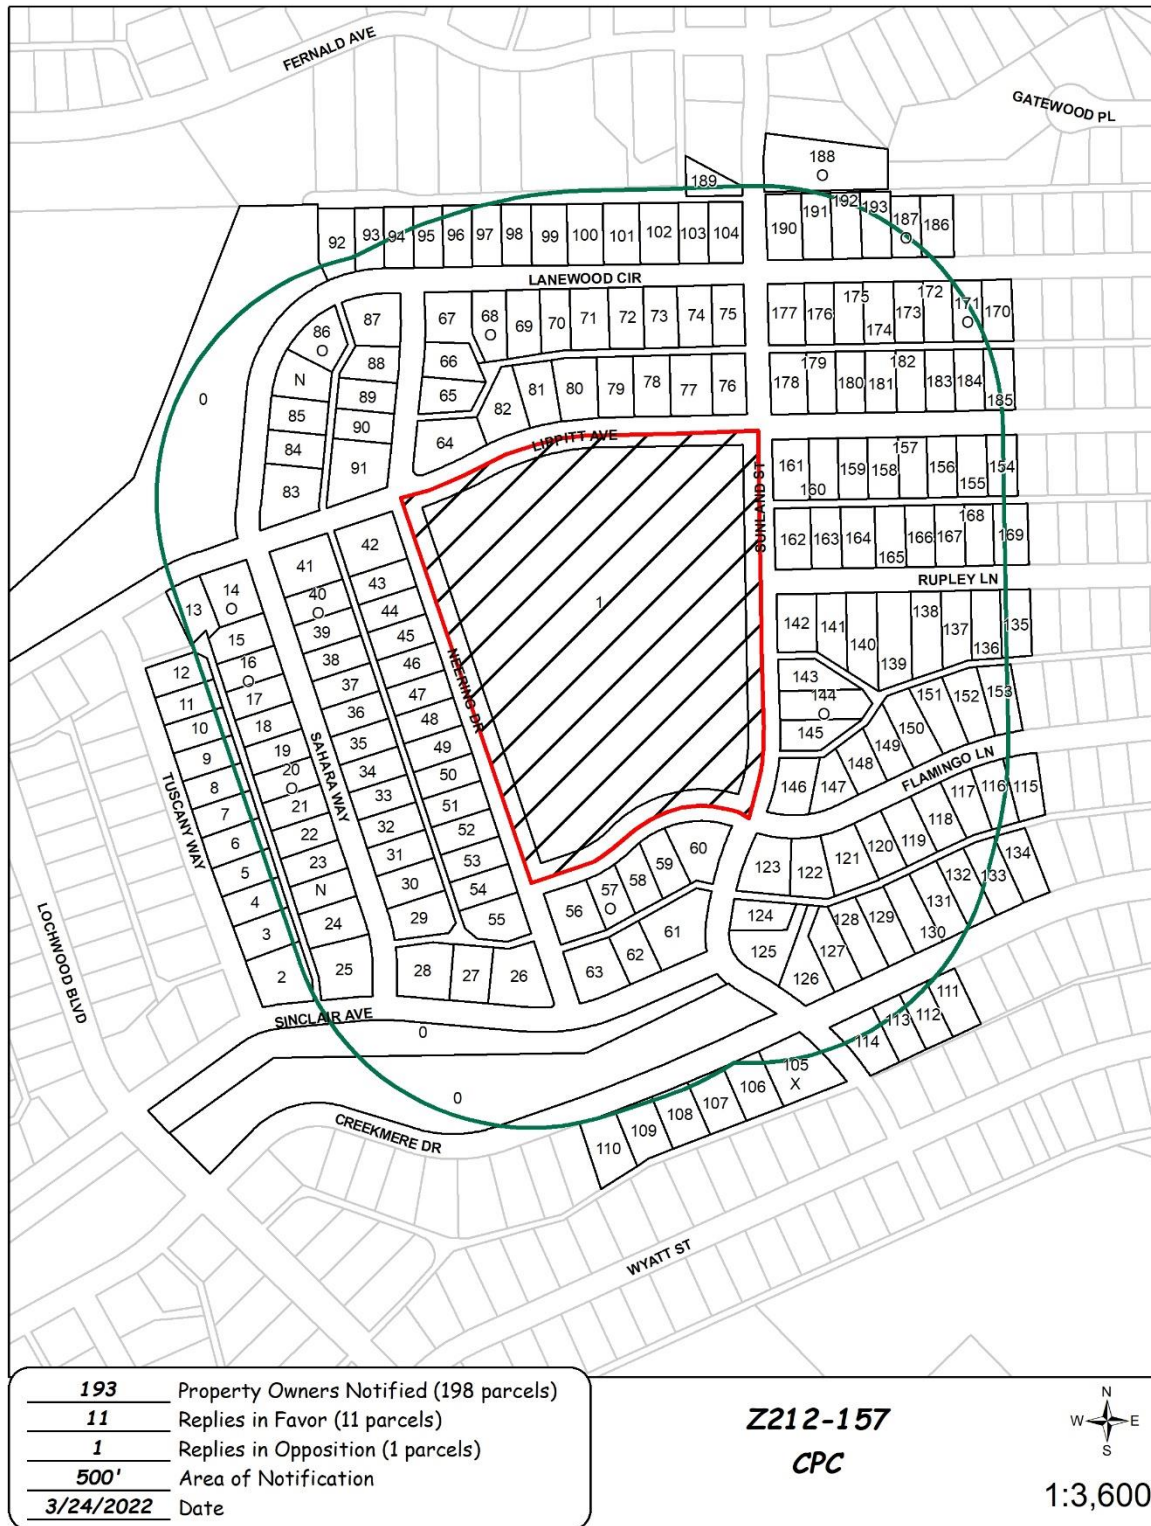 FERNALD AVE
GATEWOOD PL
188
O
189
92 93 94 95 96 97 98 99 100 101 102 103 104
190 191 192 193 187 186
O
LANEWOOD CIR
86 87 67 68 69 70 71 72 73 74 75
O O
177 176 175 174 173 172 171 170
O
N 88 66
85 89 65 82 81 80 79 78 77 76
178 179 180 181 182 183 184 185
0
84 90 64
83 91
LIPPITT AVE
SUNLAND ST
161 160 159 158 157 156 155 154
162 163 164 165 166 167 168 169
RUPLEY LN
41 42
13 14 40 43
O O
15 39 44
12 16 38 45
O
11 17 37 46
10 18 36 47
9 19 35 48
8 20 34 49
O
7 21 33 50
6 22 32 51
5 23 31 52
4 N 30 53
3 24 29 54
2 25 28 27 26 55
1
NEERING DR
SAHARA WAY
TUSCANY WAY
LOCHWOOD BLVD
142 141 140 139 138 137 136 135
143
144
O
145
146 147 148 149 150 151 152 153
FLAMINGO LN
56 57 58 59 60
O
63 62 61
123 122 121 120 119 118 117 116 115
124
125
126 127 128 129 130 131 132 133 134
SINCLAIR AVE
0
0
114 113 112 111
110 109 108 107 106 105
X
CREEKMERE DR
WYATT ST
193 Property Owners Notified (198 parcels)
11 Replies in Favor (11 parcels)
1 Replies in Opposition (1 parcels)
500' Area of Notification
3/24/2022 Date
Z212-157
CPC
N
W E
S
1:3,600